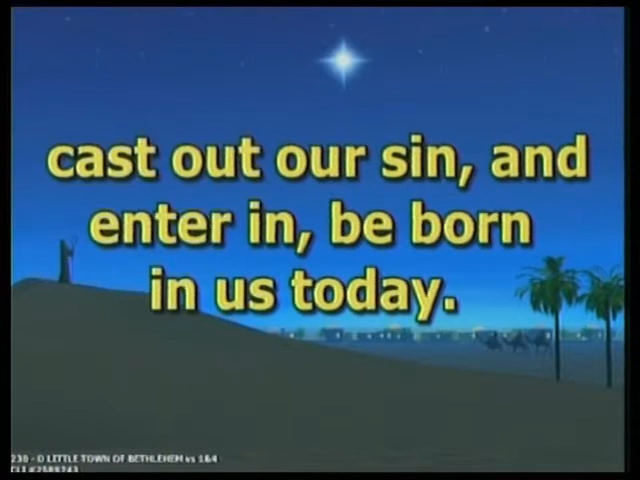 cast out our sin, and
enter in, be born
in us today.
230 - O LITTLE TOWN OF BETHLEHEM vs 1&4